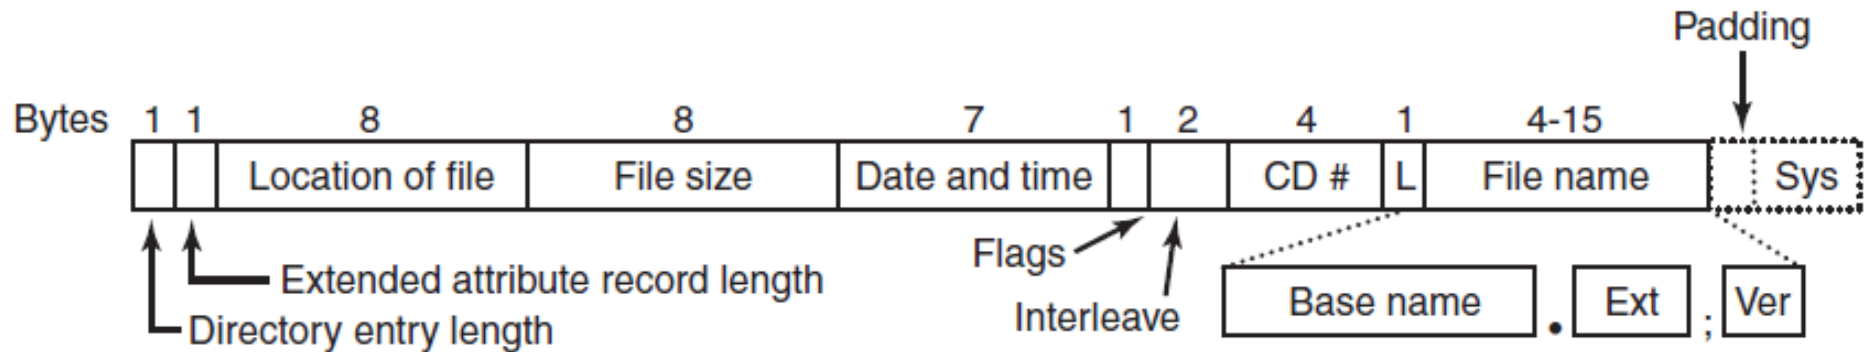 Padding
Bytes 1 1 8 8 7 1 2 4 1 4-15
Location of file File size Date and time CD # L File name Sys
Flags
Extended attribute record length
Interleave
Base name . Ext ; Ver
Directory entry length